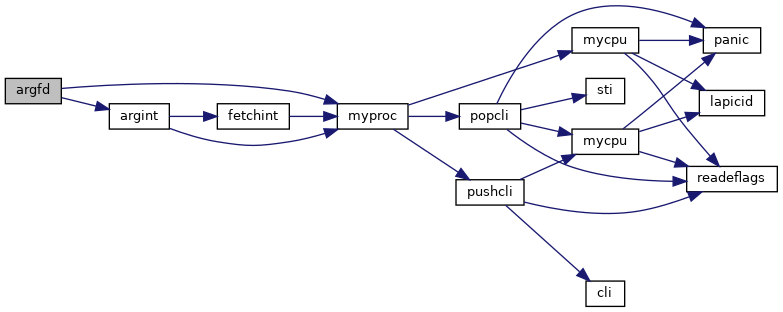 argfd
argint
fetchint
myproc
mycpu
popcli
pushcli
sti
mycpu
cli
panic
lapicid
readeflags